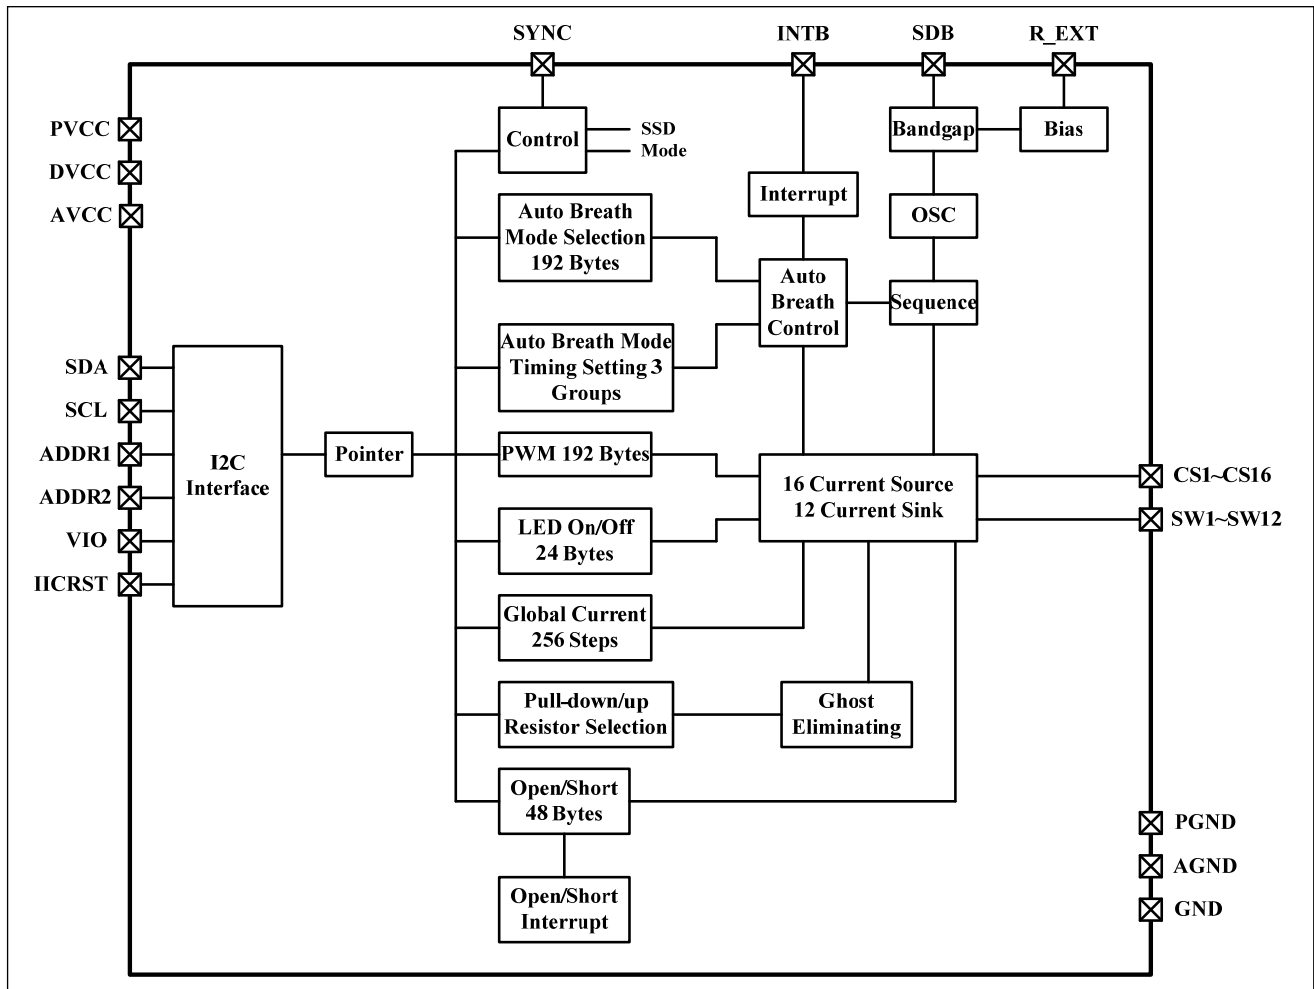 SYNC
INTB
SDB
R_EXT
PVCC
DVCC
AVCC
Control
SSD
Mode
Bandgap
Bias
Interrupt
OSC
Auto Breath
Mode Selection
192 Bytes
Auto
Breath
Control
Sequence
Auto Breath Mode
Timing Setting 3
Groups
SDA
SCL
ADDR1
ADDR2
VIO
IICRST
I2C
Interface
Pointer
PWM 192 Bytes
16 Current Source
12 Current Sink
CS1~CS16
SW1~SW12
LED On/Off
24 Bytes
Global Current
256 Steps
Pull-down/up
Resistor Selection
Ghost
Eliminating
Open/Short
48 Bytes
Open/Short
Interrupt
PGND
AGND
GND